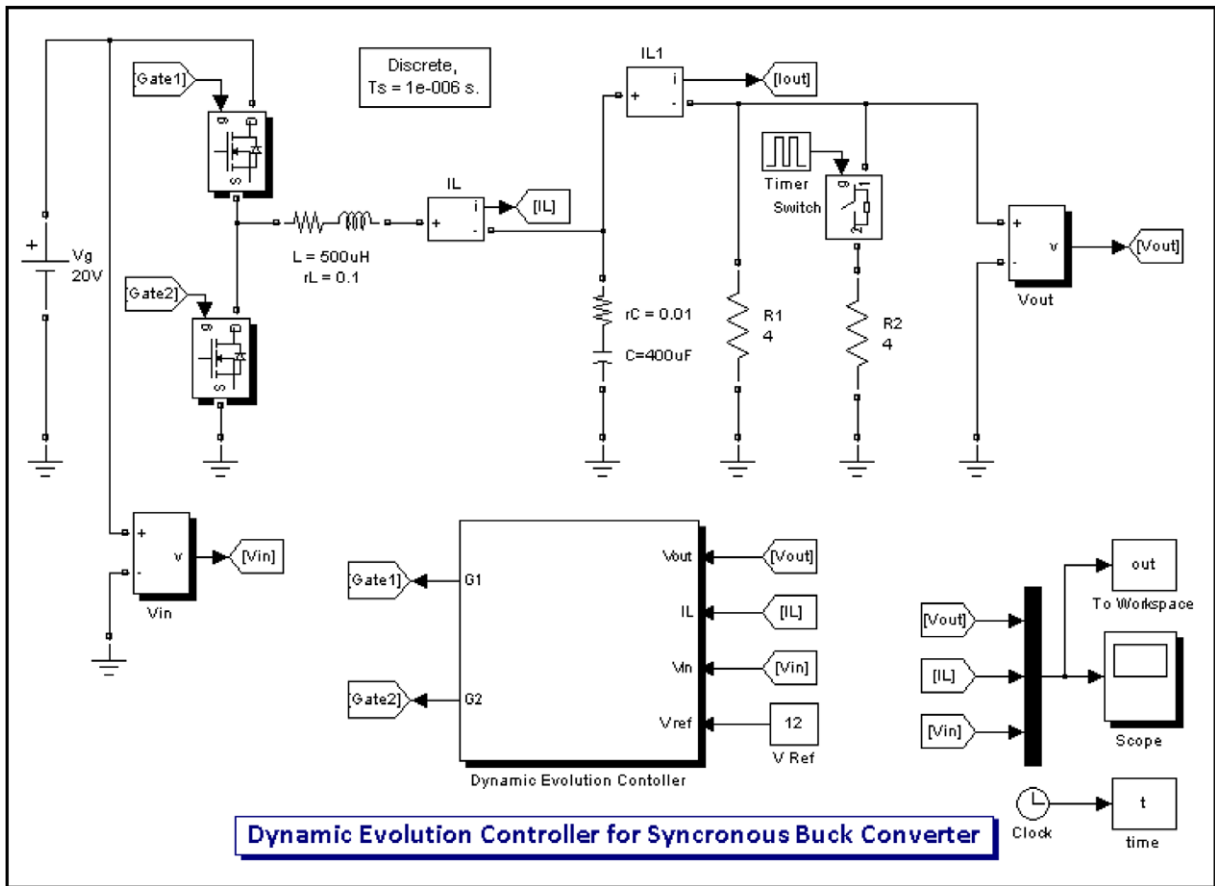 IL1
Discrete,
Ts = 1e-006 s.
[Gate1]
i
[Iout]
+
-
g
D
S
Timer
Switch
g
1
2
IL
+
i
-
[IL]
+
Vg
20V
L = 500uH
rL = 0.1
+
-
v
[Vout]
Vout
[Gate2]
g
D
S
rC = 0.01
C=400uF
R1
4
R2
4
+
-
v
[Vin]
Vin
[Gate1]
G1
[Gate2]
G2
Vout
[Vout]
IL
[IL]
Vin
[Vin]
Vref
12
V Ref
Dynamic Evolution Contoller
[Vout]
[IL]
[Vin]
out
To Workspace
Scope
Clock
t
time
Dynamic Evolution Controller for Syncronous Buck Converter